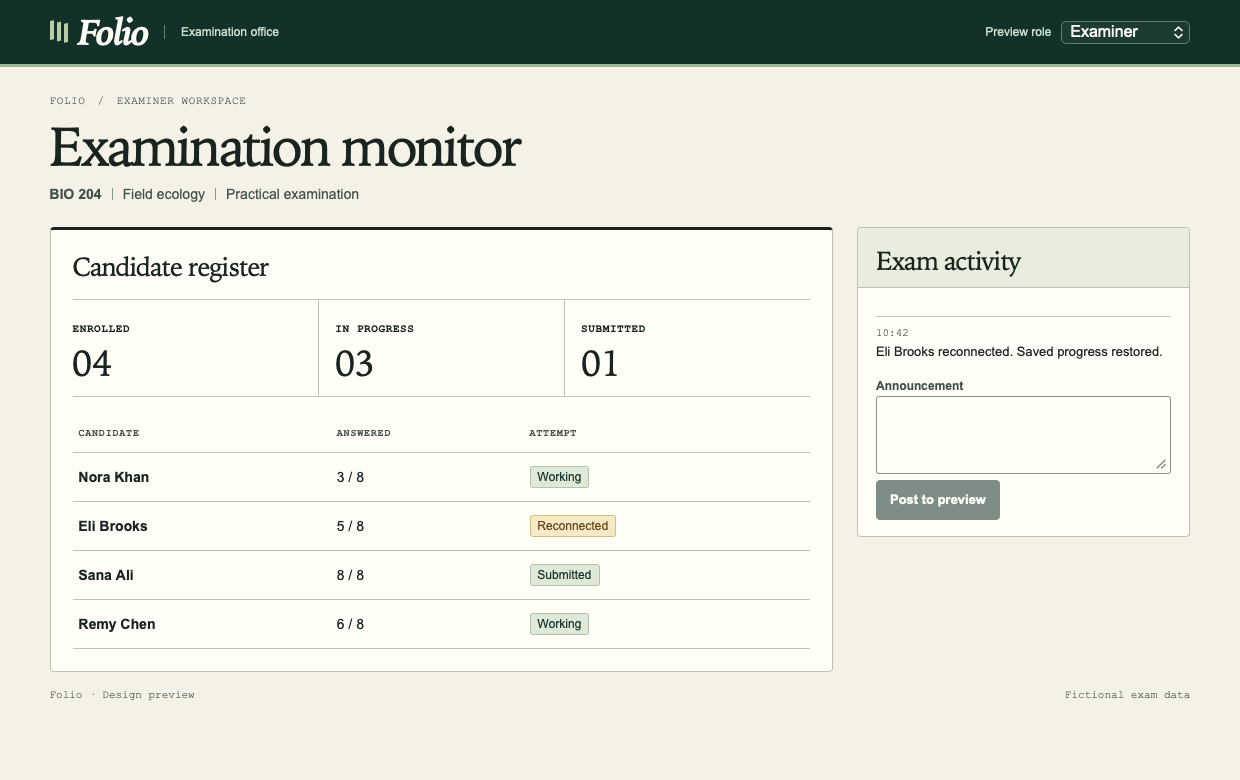 Folio
Examination office
Preview role
Examiner
FOLIO / EXAMINER WORKSPACE
Examination monitor
BIO 204 | Field ecology | Practical examination
Candidate register
ENROLLED
04
IN PROGRESS
03
SUBMITTED
01
CANDIDATE ANSWERED ATTEMPT
Nora Khan 3 / 8 Working
Eli Brooks 5 / 8 Reconnected
Sana Ali 8 / 8 Submitted
Remy Chen 6 / 8 Working
Exam activity
10:42
Eli Brooks reconnected. Saved progress restored.
Announcement
Post to preview
Folio · Design preview
Fictional exam data